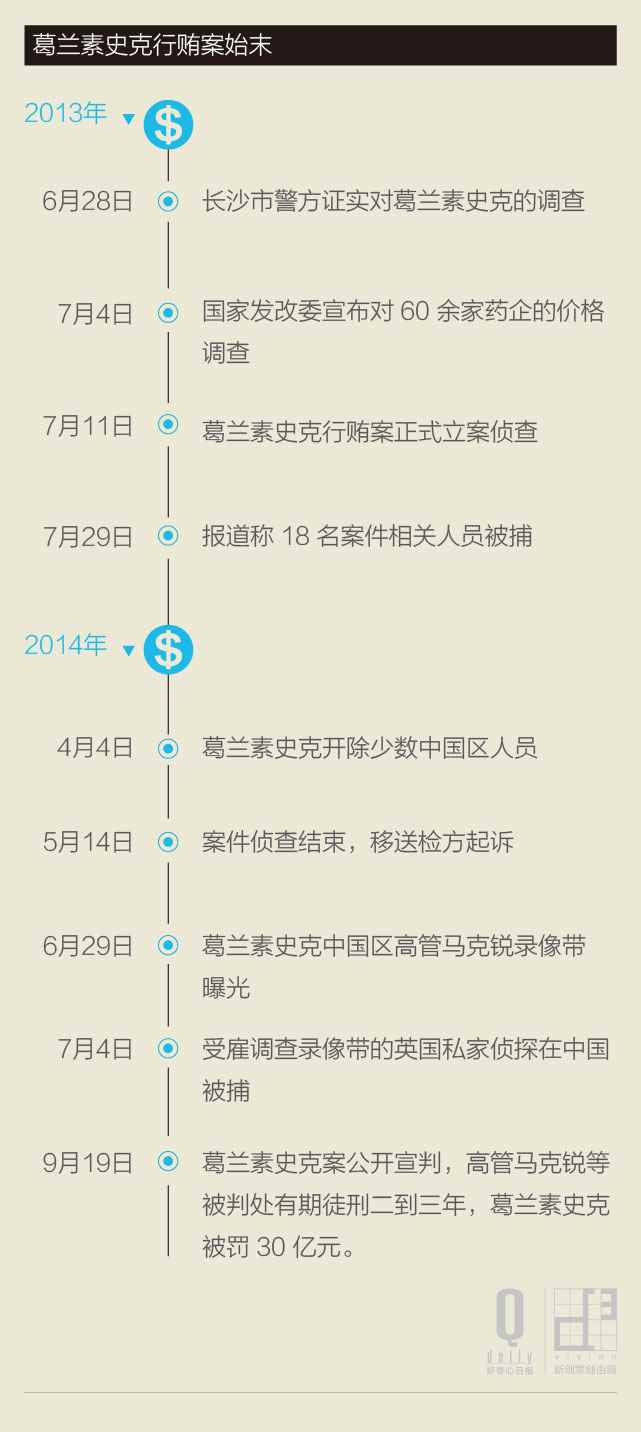 葛兰素史克行贿案始末
2013年
$
6月28日
长沙市警方证实对葛兰素史克的调查
7月4日
国家发改委宣布对 60 余家药企的价格
调查
7月11日
葛兰素史克行贿案正式立案侦查
7月29日
报道称 18 名案件相关人员被捕
2014年
$
4月4日
葛兰素史克开除少数中国区人员
5月14日
案件侦查结束，移送检方起诉
6月29日
葛兰素史克中国区高管马克锐录像带
曝光
7月4日
受雇调查录像带的英国私家侦探在中国
被捕
9月19日
葛兰素史克案公开宣判，高管马克锐等
被判处有期徒刑二到三年，葛兰素史克
被罚 30 亿元。
Q
daily
好奇心日报